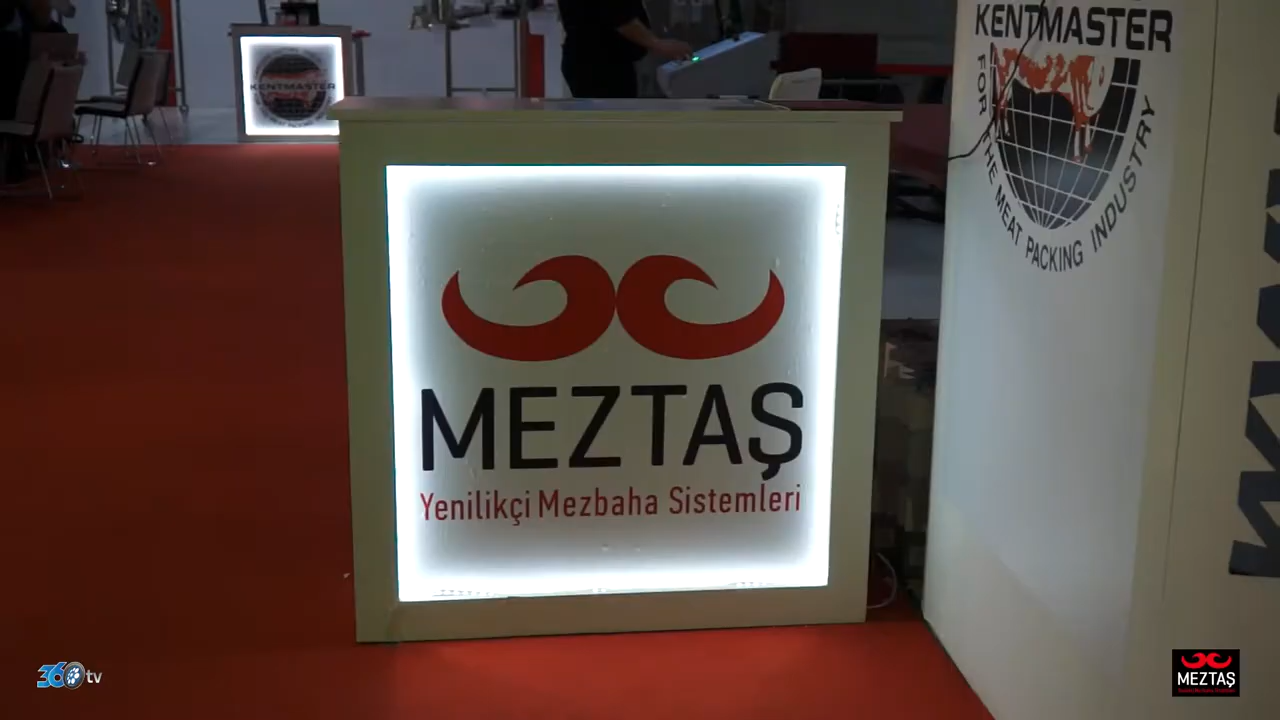 KENTMASTER
KENTMASTER
FOR THE MEAT PACKING INDUSTRY
MEZTAŞ
Yenilikçi Mezbaha Sistemleri
360tv
MEZTAŞ